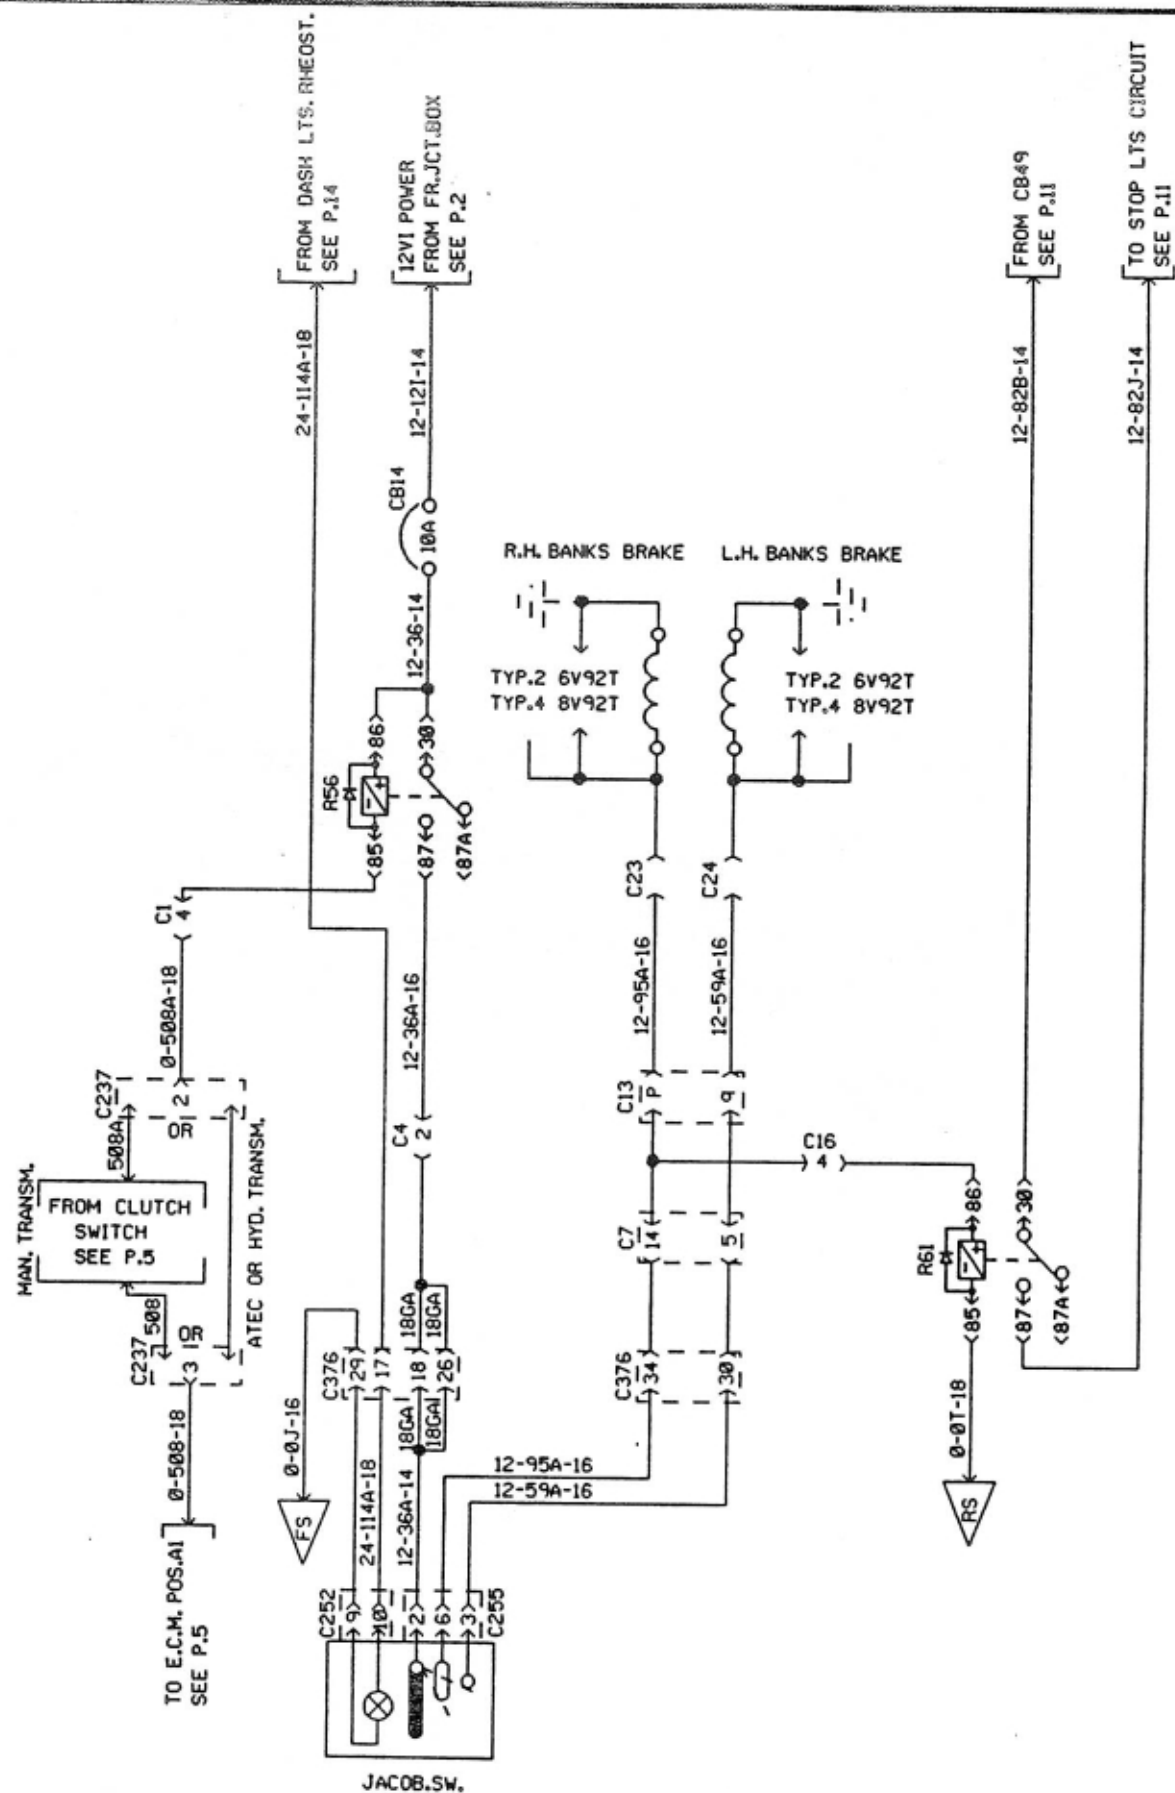 FROM DASH LTS. RHEOST.
SEE P.14
12VI POWER
FROM FR.JCT.BOX
SEE P.2
FROM CB49
SEE P.11
TO STOP LTS CIRCUIT
SEE P.11
24-114A-18
12-12I-14
12-82B-14
12-82J-14
CB14
10A
12-36-14
R.H. BANKS BRAKE
L.H. BANKS BRAKE
TYP.2 6V92T
TYP.4 8V92T
TYP.2 6V92T
TYP.4 8V92T
R56
86
30
85
87
87A
C1
4
0-508A-18
12-36A-16
C23
C24
12-95A-16
12-59A-16
C237
2
OR
508A
MAN. TRANSM.
FROM CLUTCH
SWITCH
SEE P.5
508
C237
3
OR
ATEC OR HYD. TRANSM.
C4
2
C13
P
q
C16
4
C7
14
5
R61
86
30
85
87
87A
18GA
18GA
C376
29
17
18
26
18GA
18GA
C376
34
30
0-508-18
0-0J-16
FS
24-114A-18
12-36A-14
12-95A-16
12-59A-16
0-0T-18
RS
TO E.C.M. POS.A1
SEE P.5
C252
9
10
2
6
3
C255
JACOB.SW.